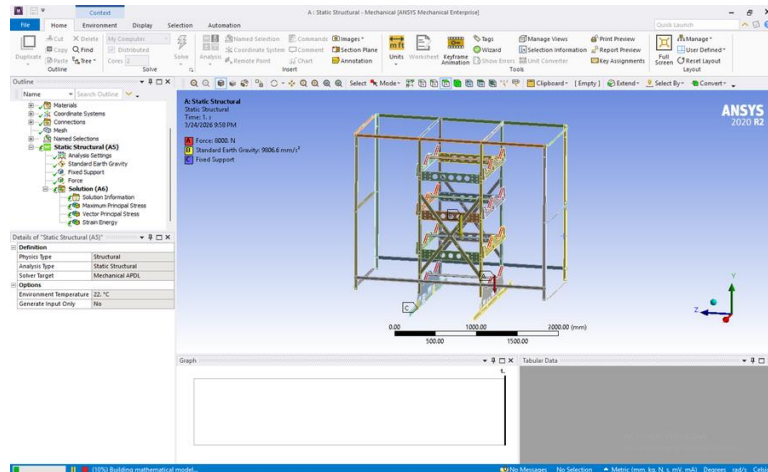 Context
A : Static Structural - Mechanical [ANSYS Mechanical Enterprise]
File Home Environment Display Selection Automation
Quick Launch
Duplicate
Cut
Delete
Copy
Find
Paste
Tree
Outline
My Computer
Distributed
Cores 2
Solve
Solve
Analysis
Named Selection
Coordinate System
Remote Point
Commands
Comment
Chart
Images
Section Plane
Annotation
Insert
Units
Worksheet
Keyframe Animation
Tags
Wizard
Show Errors
Manage Views
Selection Information
Unit Converter
Print Preview
Report Preview
Key Assignments
Tools
Full Screen
Manage
User Defined
Reset Layout
Layout
Outline
Name
Search Outline
Select
Mode
Clipboard
[ Empty ]
Extend
Select By
Convert
Materials
Coordinate Systems
Connections
Mesh
Named Selections
Static Structural (A5)
Analysis Settings
Standard Earth Gravity
Fixed Support
Force
Solution (A6)
Solution Information
Maximum Principal Stress
Vector Principal Stress
Strain Energy
Details of "Static Structural (A5)"
Definition
Physics Type Structural
Analysis Type Static Structural
Solver Target Mechanical APDL
Options
Environment Temperature 22. °C
Generate Input Only No
A: Static Structural
Static Structural
Time: 1. s
3/24/2026 9:50 PM
A Force: 8000. N
B Standard Earth Gravity: 9806.6 mm/s²
C Fixed Support
ANSYS
2020 R2
C
0.00 1000.00 2000.00 (mm)
500.00 1500.00
Y
Z
Graph
Tabular Data
1.
(10%) Building mathematical model...
No Messages No Selection Metric (mm, kg, N, s, mV, mA) Degrees rad/s Celsi